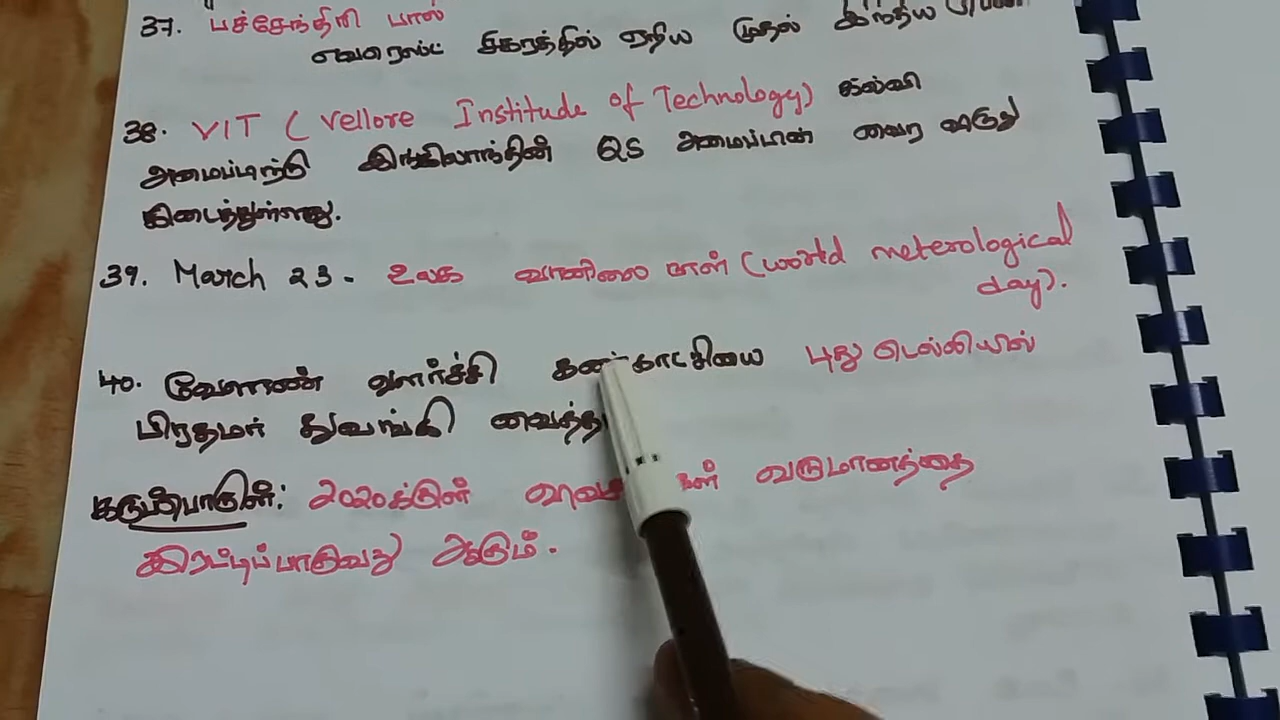 37. பச்சேந்திரி பால்
எவரெஸ்ட் சிகரத்தில் ஏறிய முதல் இந்திய
38. VIT (Vellore Institude of Technology) கல்வி
அமைப்பிற்கு இங்கிலாந்தின் QS அமைப்பின் வைர விருது
கிடைத்துள்ளது.
39. March 23 - உலக வானிலை நாள் (world meterological
day).
40. வேளாண் வளர்ச்சி கண்காட்சியை புது டெல்லியில்
பிரதமர் துவங்கி
கருப்பொருள்: 2020க்குள் வருமானத்தை
இரட்டிப்பாகுவது ஆகும்.